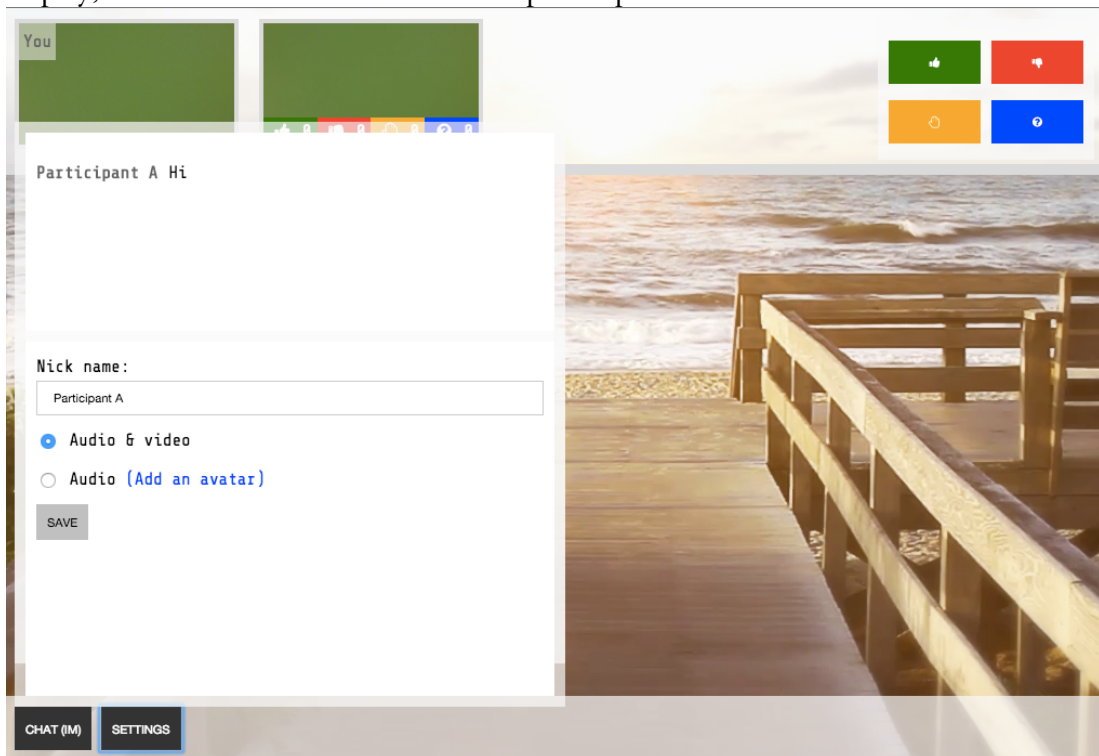 You
Participant A Hi
Nick name:
Participant A
Audio & video
Audio (Add an avatar)
SAVE
CHAT (IM) SETTINGS